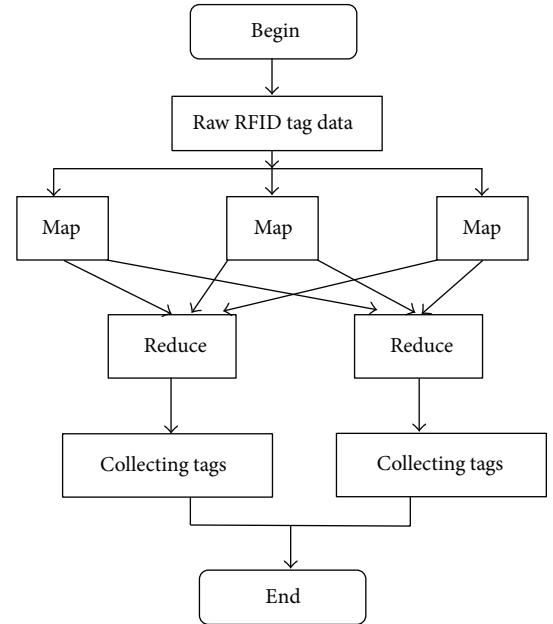 Begin
Raw RFID tag data
Map
Map
Map
Reduce
Reduce
Collecting tags
Collecting tags
End